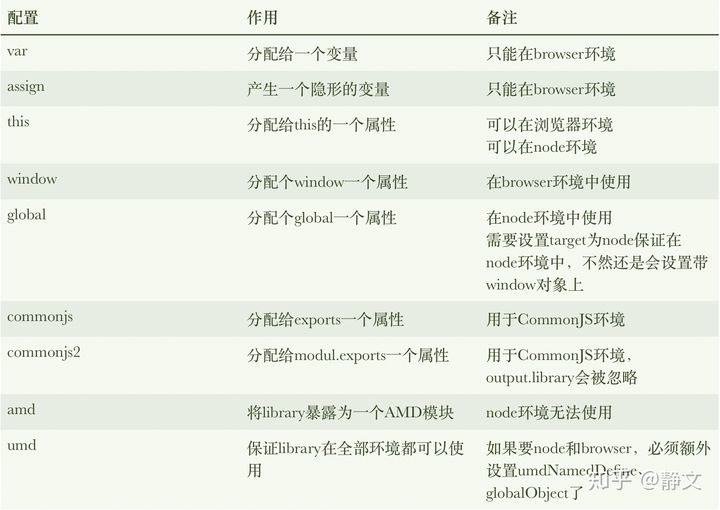 配置 作用 备注
var 分配给一个变量 只能在browser环境
assign 产生一个隐形的变量 只能在browser环境
this 分配给this的一个属性 可以在浏览器环境
可以在node环境
window 分配个window一个属性 在browser环境中使用
global 分配个global一个属性 在node环境中使用
需要设置target为node保证在
node环境中，不然还是会设置带
window对象上
commonjs 分配给exports一个属性 用于CommonJS环境
commonjs2 分配给modul.exports一个属性 用于CommonJS环境，
output.library会被忽略
amd 将library暴露为一个AMD模块 node环境无法使用
umd 保证library在全部环境都可以使 如果要node和browser，必须额外
用 设置umdNamedDefine、
globalObject了
知乎 @静文